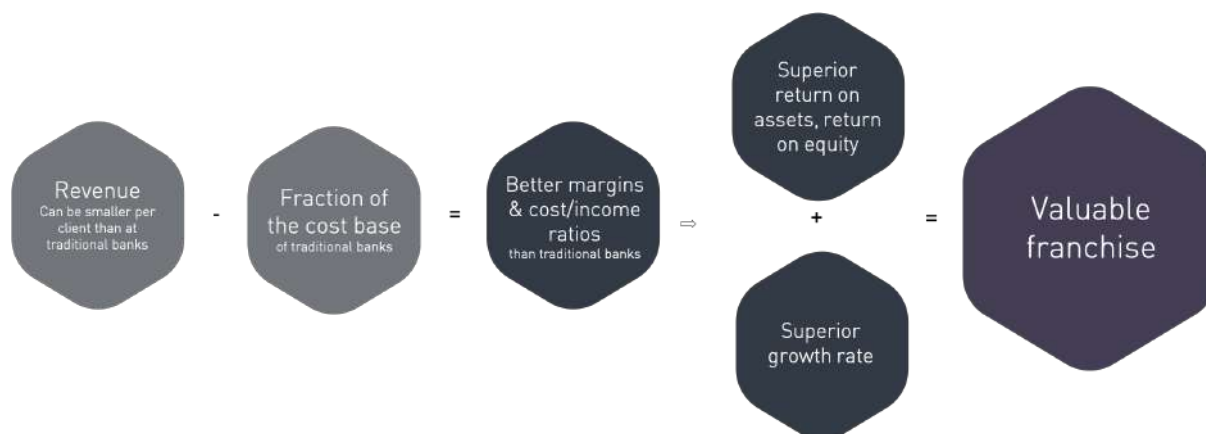 Revenue
Can be smaller per
client than at
traditional banks
-
Fraction of
the cost base
of traditional banks
=
Better margins
& cost/income
ratios
than traditional banks
⇨
Superior
return on
assets, return
on equity
+
Superior
growth rate
=
Valuable
franchise